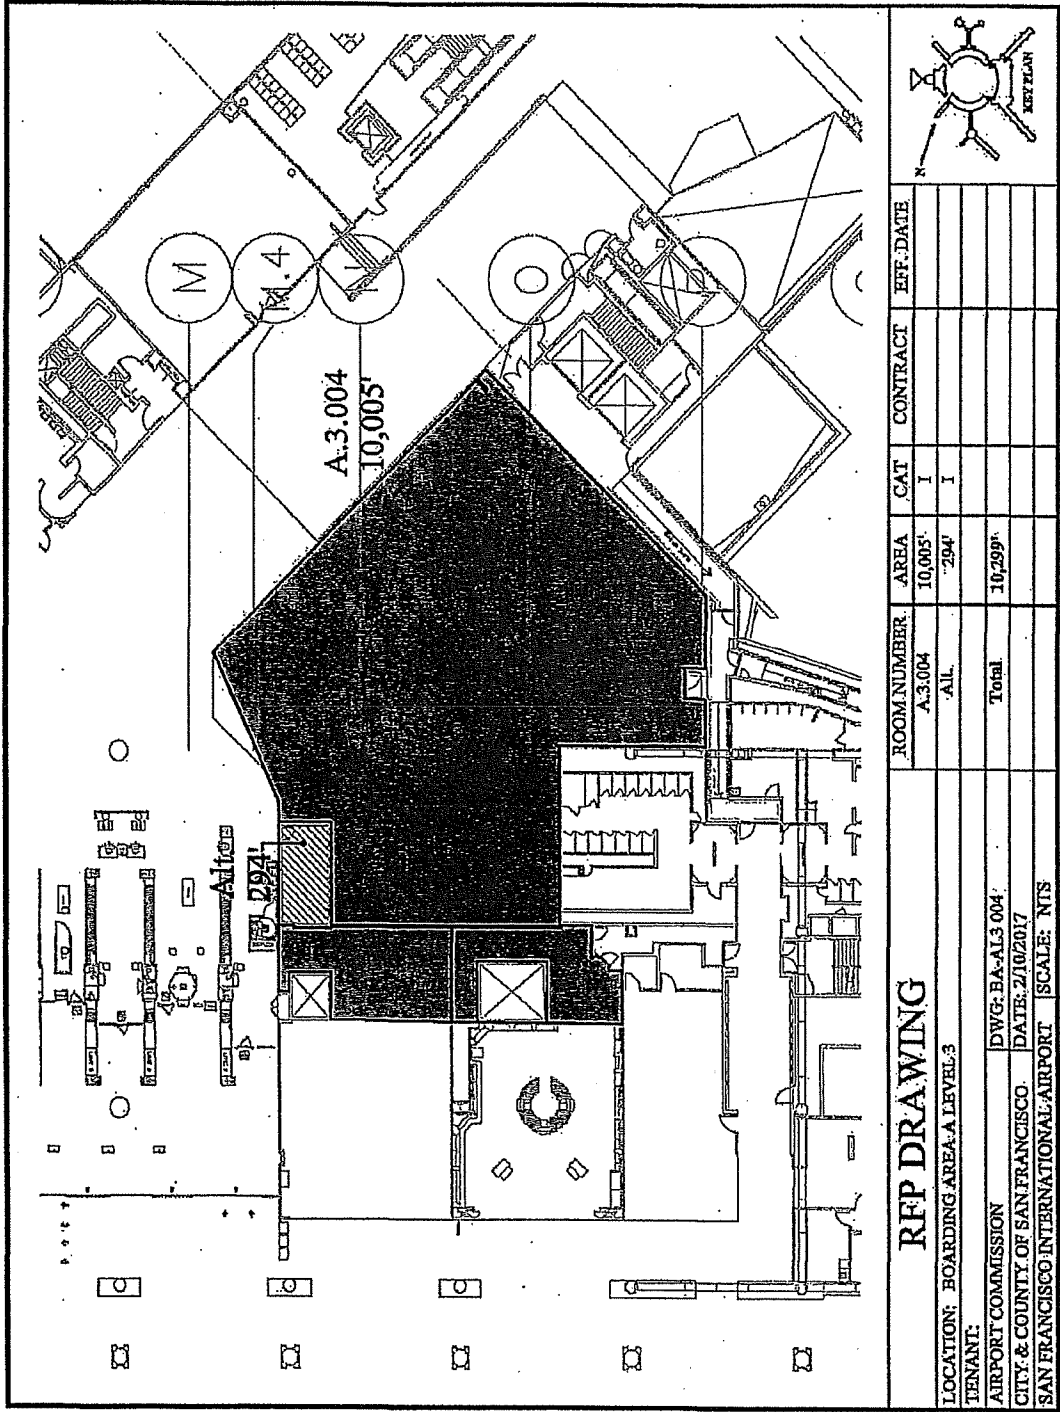 M
M.4
N
O
A.3.004
10,005'
Alt.
294'
RFP DRAWING
LOCATION: BOARDING AREA A LEVEL 3
TENANT:
AIRPORT COMMISSION
DWG: BA-AL3 004
CITY & COUNTY OF SAN FRANCISCO
DATE: 2/10/2017
SAN FRANCISCO INTERNATIONAL AIRPORT
SCALE: NTS
ROOM NUMBER AREA CAT CONTRACT EFF. DATE
A.3.004 10,005' I
Alt. 294' I
Total 10,299'
N
KEY PLAN